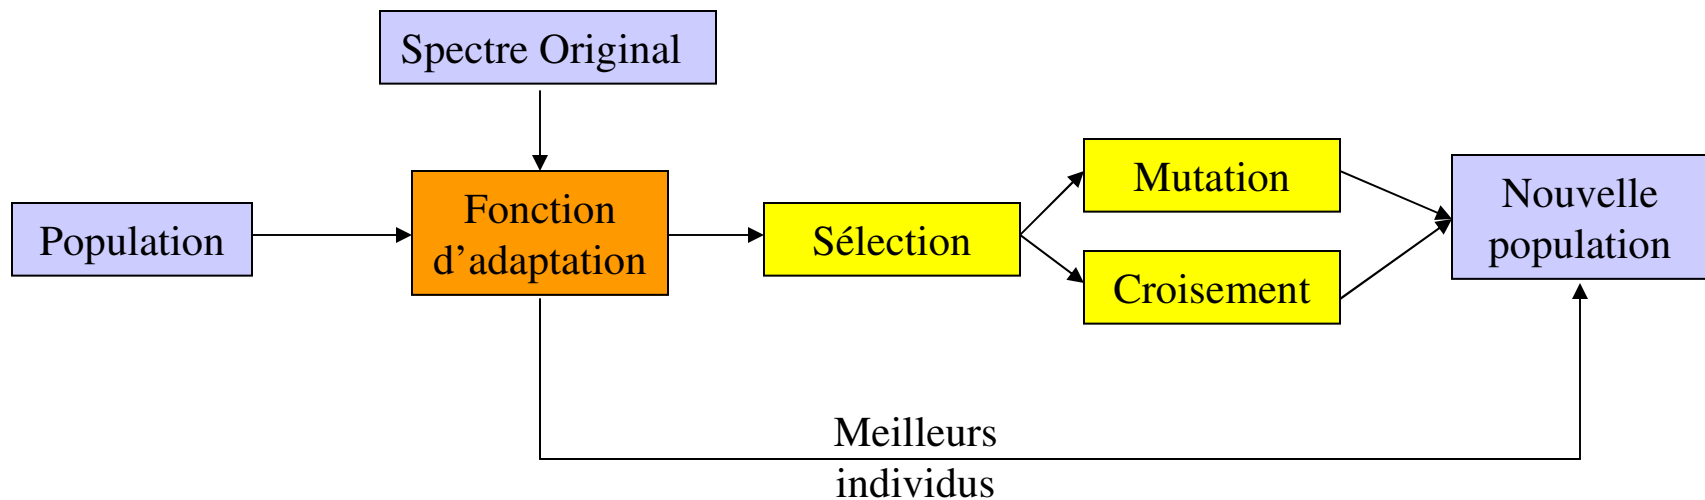 Spectre Original
Population
Fonction
d’adaptation
Sélection
Mutation
Croisement
Nouvelle
population
Meilleurs
individus